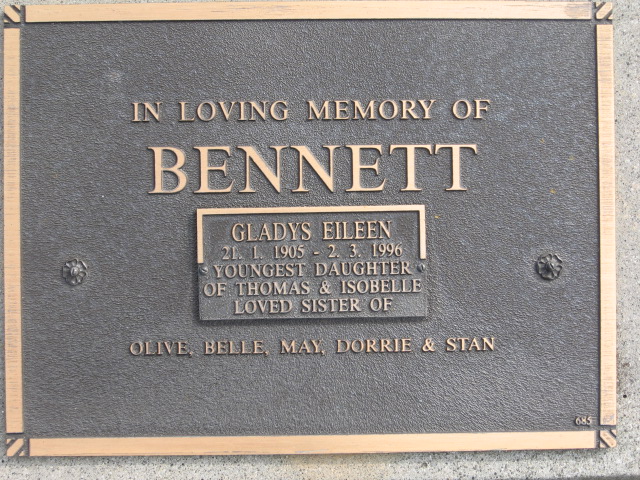 IN LOVING MEMORY OF
BENNETT
GLADYS EILEEN
21. 1. 1905 - 2. 3. 1996
YOUNGEST DAUGHTER
OF THOMAS & ISOBELLE
LOVED SISTER OF
OLIVE, BELLE, MAY, DORRIE & STAN
685